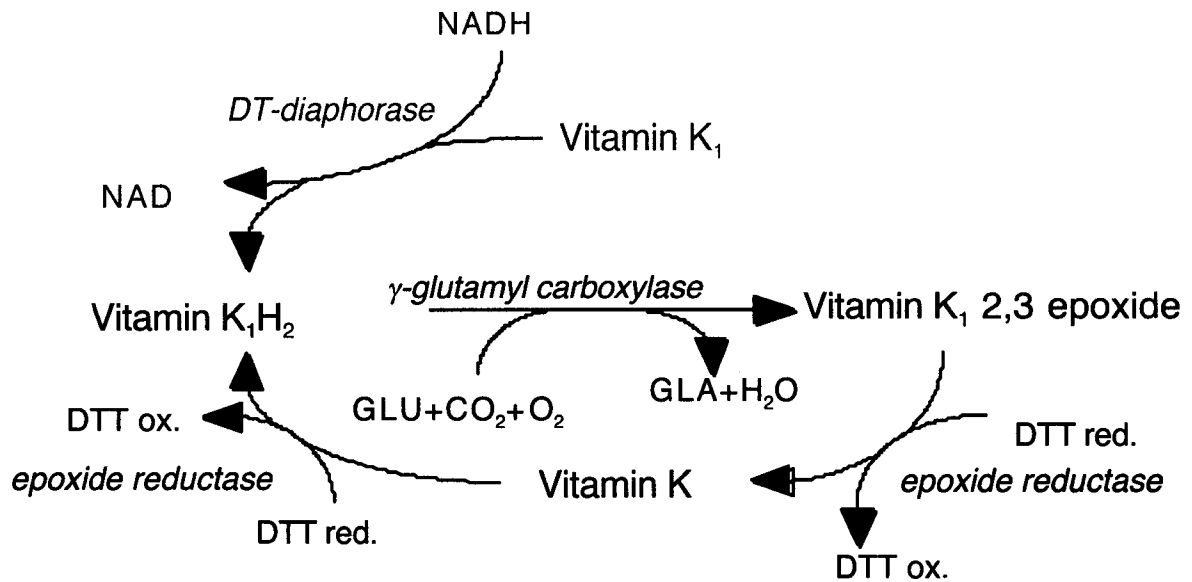 NADH
DT-diaphorase
Vitamin K₁
NAD
γ-glutamyl carboxylase
Vitamin K₁H₂
Vitamin K₁ 2,3 epoxide
GLU+CO₂+O₂
GLA+H₂O
DTT ox.
DTT red.
epoxide reductase
Vitamin K
epoxide reductase
DTT red.
DTT ox.